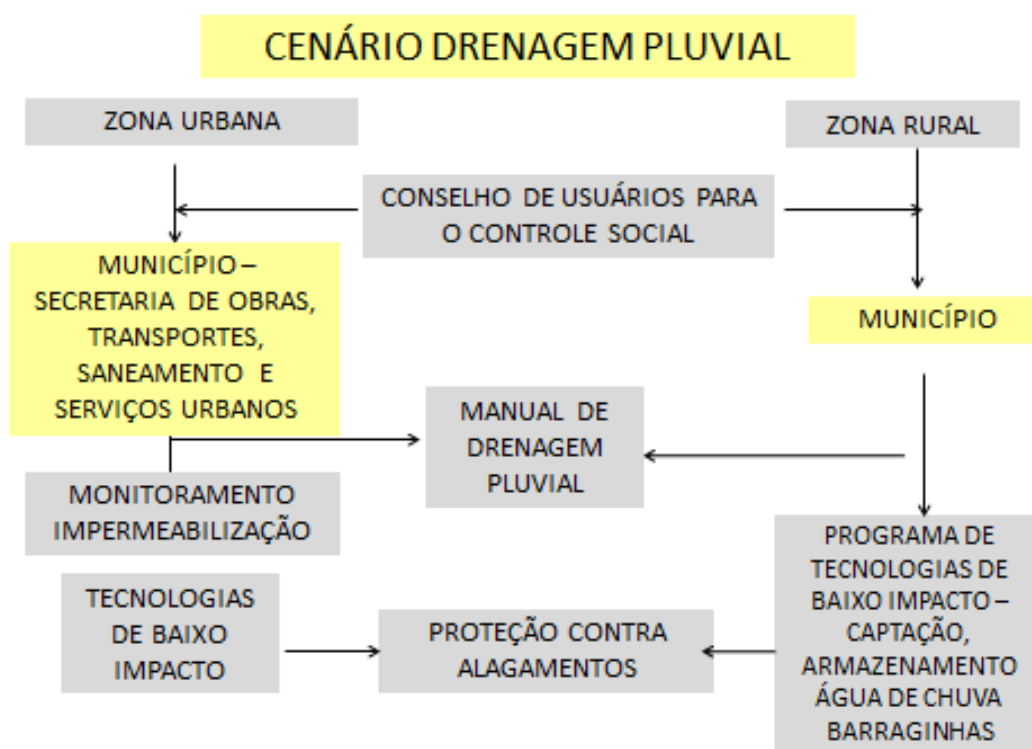 CENÁRIO DRENAGEM PLUVIAL
ZONA URBANA
ZONA RURAL
CONSELHO DE USUÁRIOS PARA
O CONTROLE SOCIAL
MUNICÍPIO –
SECRETARIA DE OBRAS,
TRANSPORTES,
SANEAMENTO E
SERVIÇOS URBANOS
MUNICÍPIO
MANUAL DE
DRENAGEM
PLUVIAL
MONITORAMENTO
IMPERMEABILIZAÇÃO
TECNOLOGIAS
DE BAIXO
IMPACTO
PROTEÇÃO CONTRA
ALAGAMENTOS
PROGRAMA DE
TECNOLOGIAS DE
BAIXO IMPACTO –
CAPTAÇÃO,
ARMAZENAMENTO
ÁGUA DE CHUVA
BARRAGINHAS